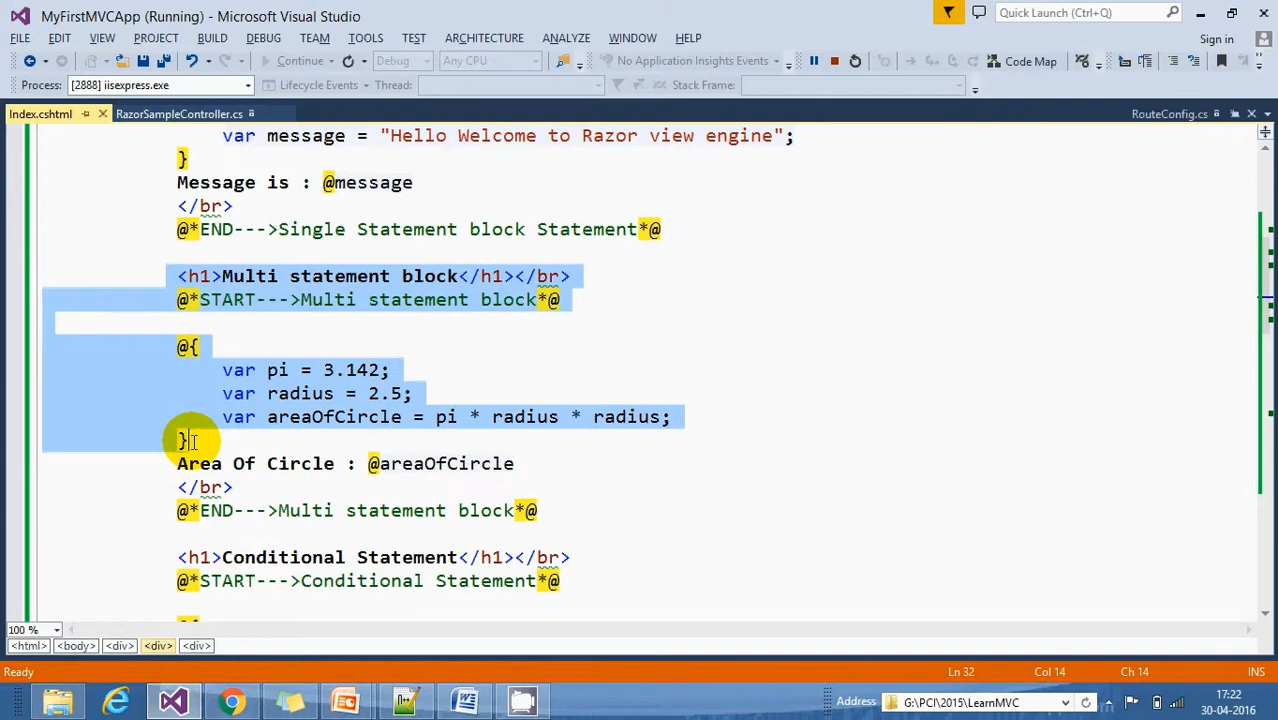 MyFirstMVCApp (Running) - Microsoft Visual Studio
Quick Launch (Ctrl+Q)
FILE EDIT VIEW PROJECT BUILD DEBUG TEAM TOOLS TEST ARCHITECTURE ANALYZE WINDOW HELP
Sign in
Continue Debug Any CPU No Application Insights Events Code Map
Process: [2888] iisexpress.exe Lifecycle Events Thread: Stack Frame:
Index.cshtml RazorSampleController.cs RouteConfig.cs
var message = "Hello Welcome to Razor view engine";
}
Message is : @message
</br>
@*END--->Single Statement block Statement*@
<h1>Multi statement block</h1></br>
@*START--->Multi statement block*@
@{
var pi = 3.142;
var radius = 2.5;
var areaOfCircle = pi * radius * radius;
}
Area Of Circle : @areaOfCircle
</br>
@*END--->Multi statement block*@
<h1>Conditional Statement</h1></br>
@*START--->Conditional Statement*@
100 %
<html> <body> <div> <div> <div>
Ready Ln 32 Col 14 Ch 14 INS
Address G:\PCI\2015\LearnMVC
17:22
30-04-2016